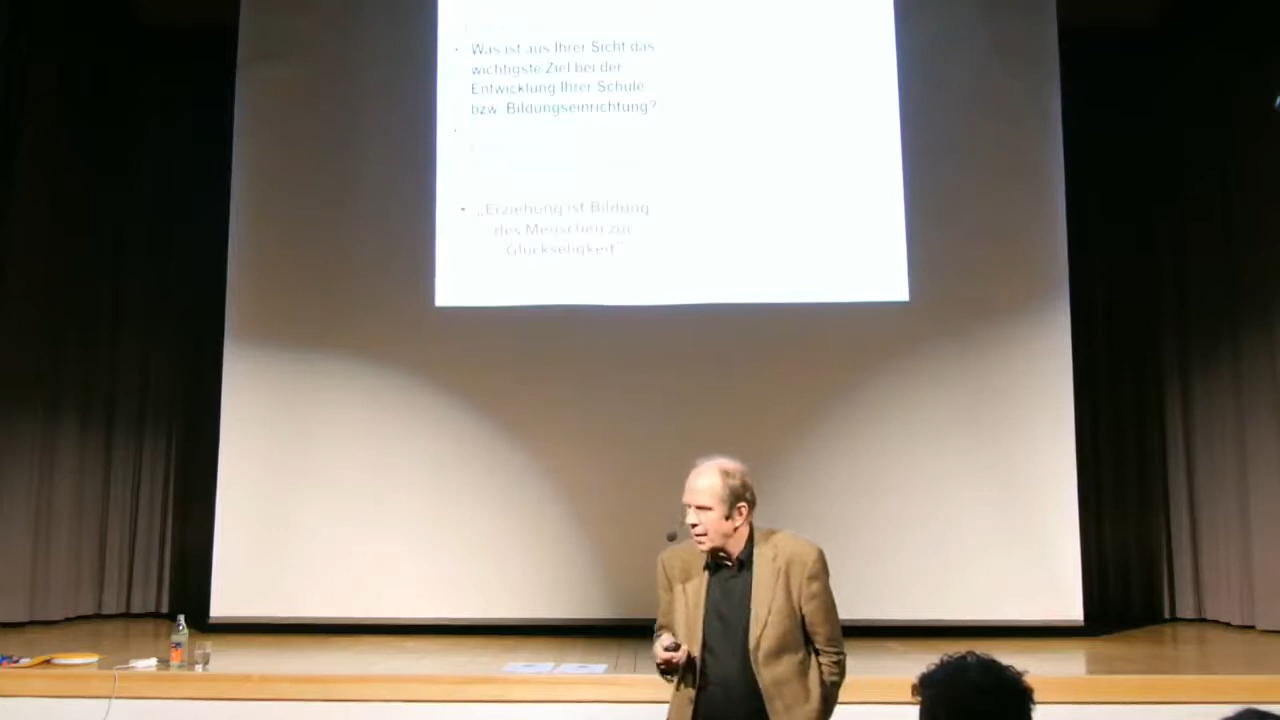 Was ist aus Ihrer Sicht das
wichtigste Ziel bei der
Entwicklung Ihrer Schule
bzw. Bildungseinrichtung?
„Erziehung ist Bildung
des Menschen zur
Glückseligkeit“